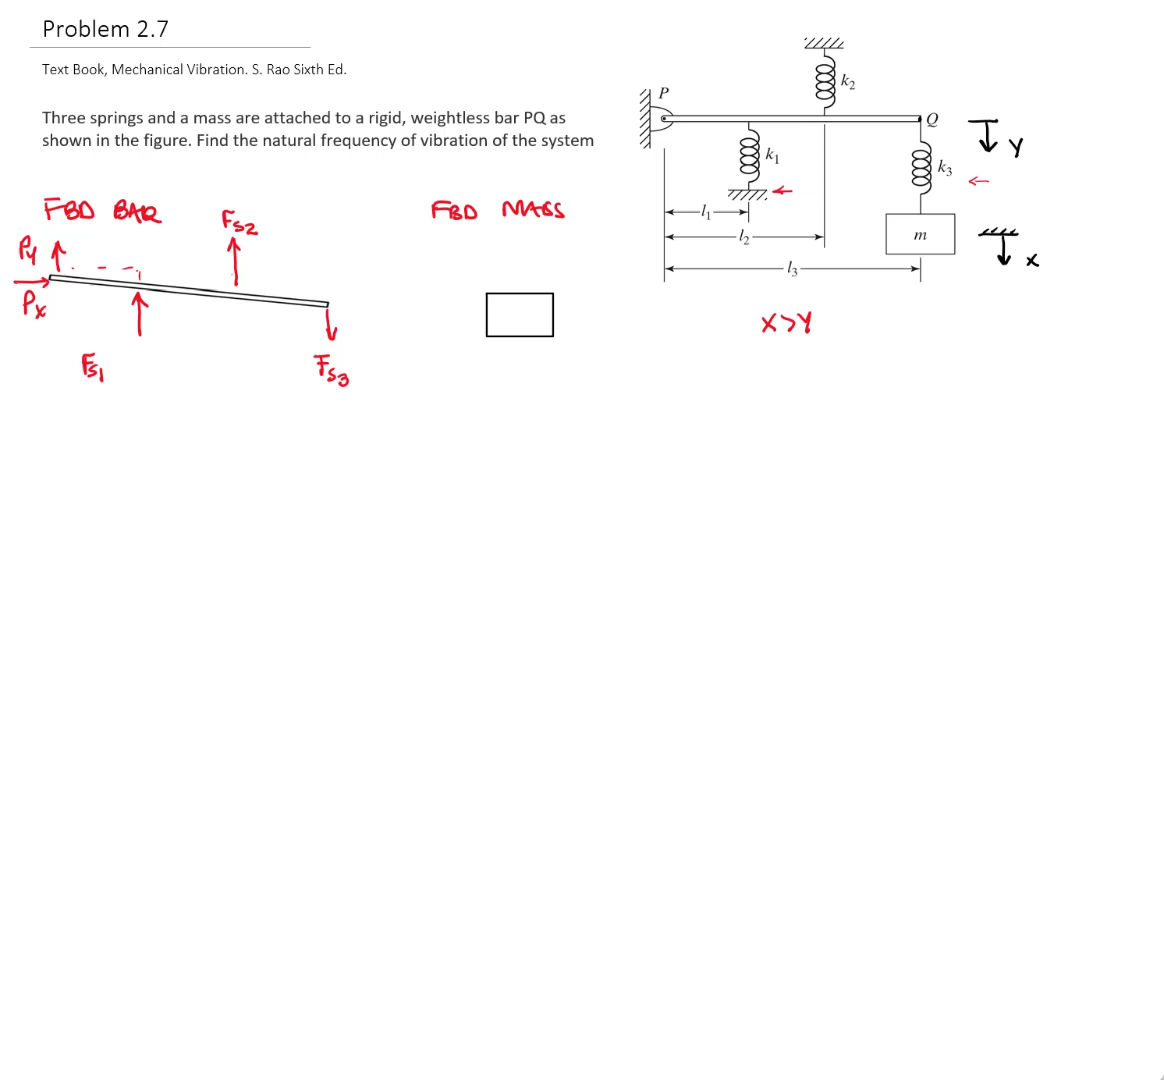 Problem 2.7
Text Book, Mechanical Vibration. S. Rao Sixth Ed.
Three springs and a mass are attached to a rigid, weightless bar PQ as
shown in the figure. Find the natural frequency of vibration of the system
k2
P
Q
k1
k3
l1
l2
m
l3
Y
X
X>Y
FBD BAR
FS2
PY
PX
FS1
FS3
FBD MASS